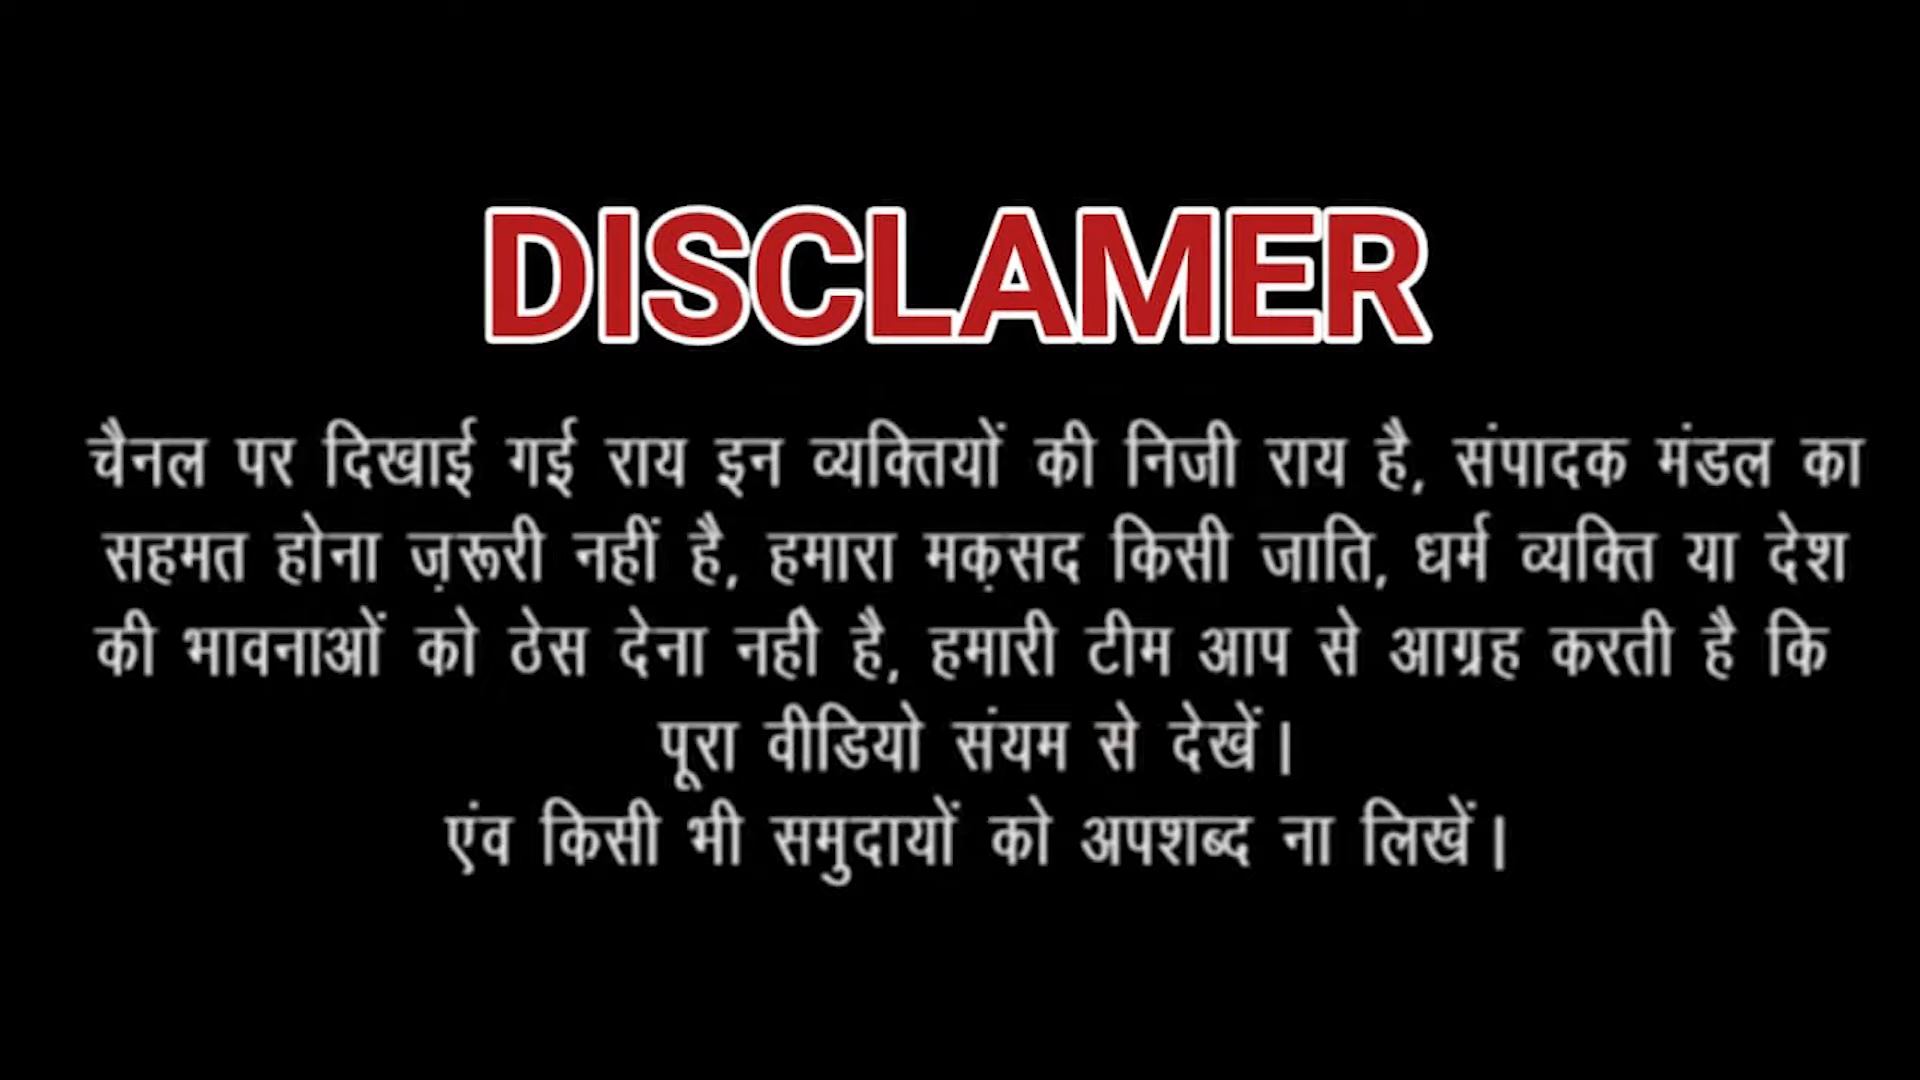 DISCLAMER
चैनल पर दिखाई गई राय इन व्यक्तियों की निजी राय है, संपादक मंडल का
सहमत होना ज़रूरी नहीं है, हमारा मक़सद किसी जाति, धर्म व्यक्ति या देश
की भावनाओं को ठेस देना नही है, हमारी टीम आप से आग्रह करती है कि
पूरा वीडियो संयम से देखें।
एंव किसी भी समुदायों को अपशब्द ना लिखें।